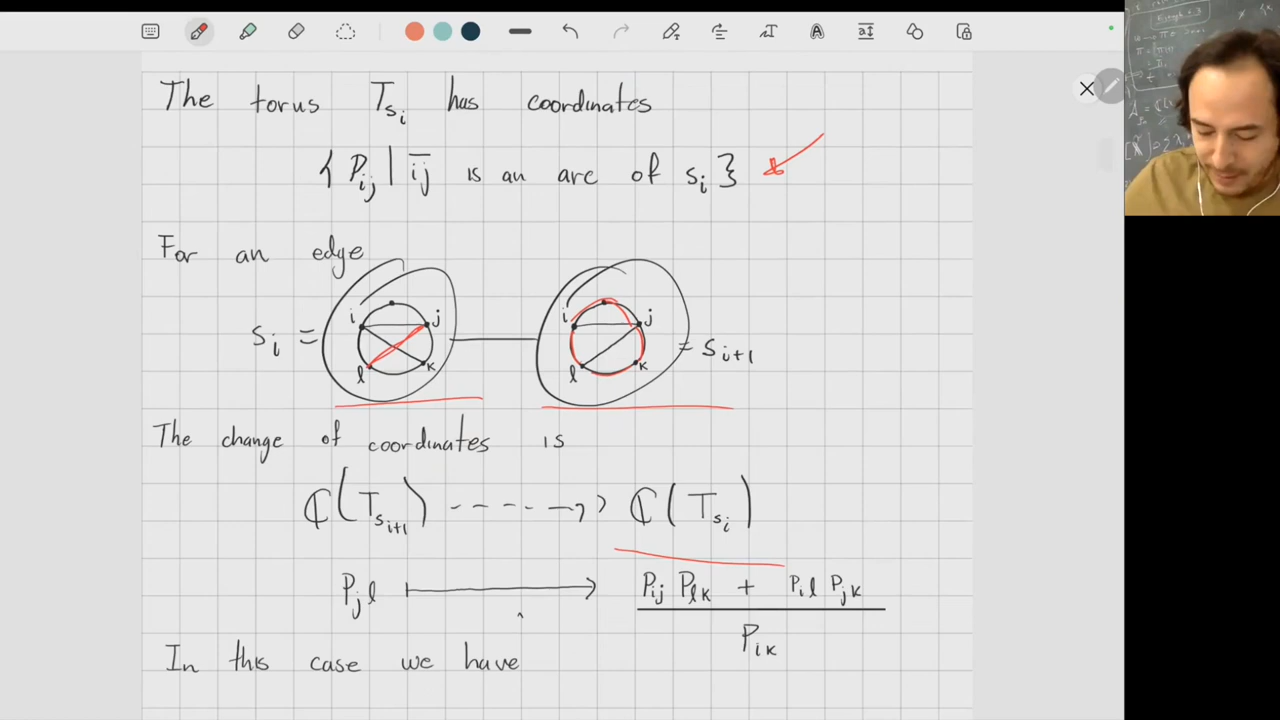 The torus T_{s_i} has coordinates
{ P_{ij} | \overline{ij} is an arc of s_i }
For an edge
i j
l k
s_i =
i j
l k
= s_{i+1}
The change of coordinates is
ℂ(T_{s_{i+1}}) ----→ ℂ(T_{s_i})
P_{jl} ↦ \frac{P_{ij} P_{lk} + P_{il} P_{jk}}{P_{ik}}
In this case we have